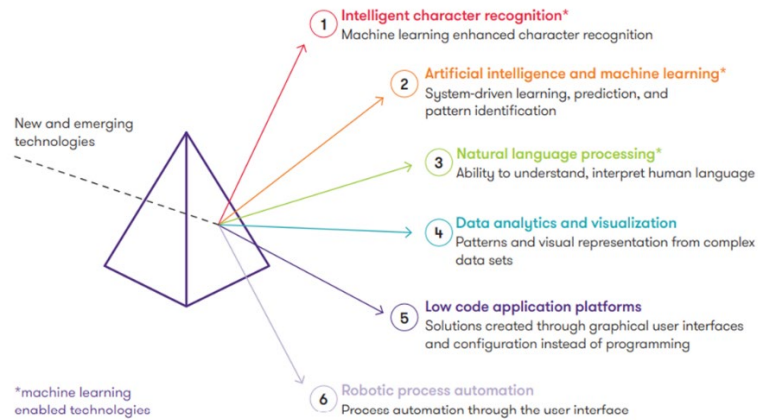 1 Intelligent character recognition*
Machine learning enhanced character recognition
2 Artificial intelligence and machine learning*
System-driven learning, prediction, and
pattern identification
New and emerging
technologies
3 Natural language processing*
Ability to understand, interpret human language
4 Data analytics and visualization
Patterns and visual representation from complex
data sets
5 Low code application platforms
Solutions created through graphical user interfaces
and configuration instead of programming
6 Robotic process automation
Process automation through the user interface
*machine learning
enabled technologies